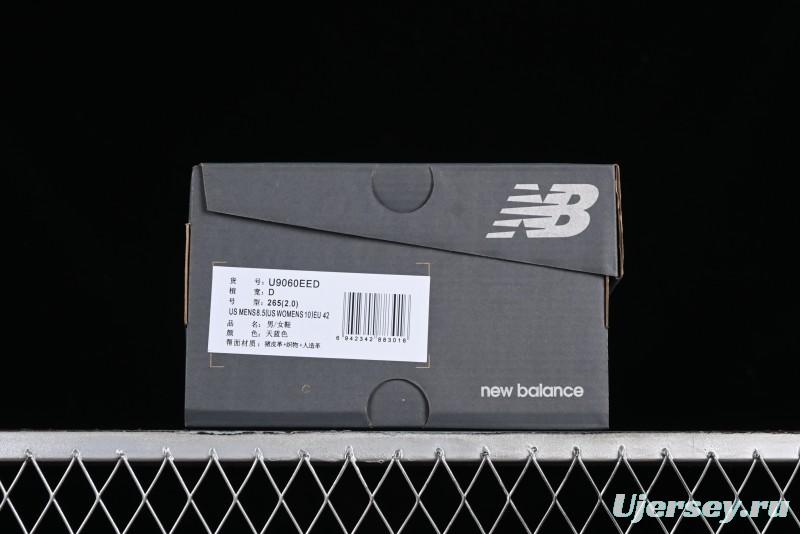 NB
货 号: U9060EED
楦 宽: D
号 型: 265(2.0)
US MENS8.5|US WOMENS 10|EU 42
品 名: 男/女鞋
颜 色: 天蓝色
帮面材质: 猪皮革+织物+人造革
6 942342 883016
new balance
Ujersey.ru